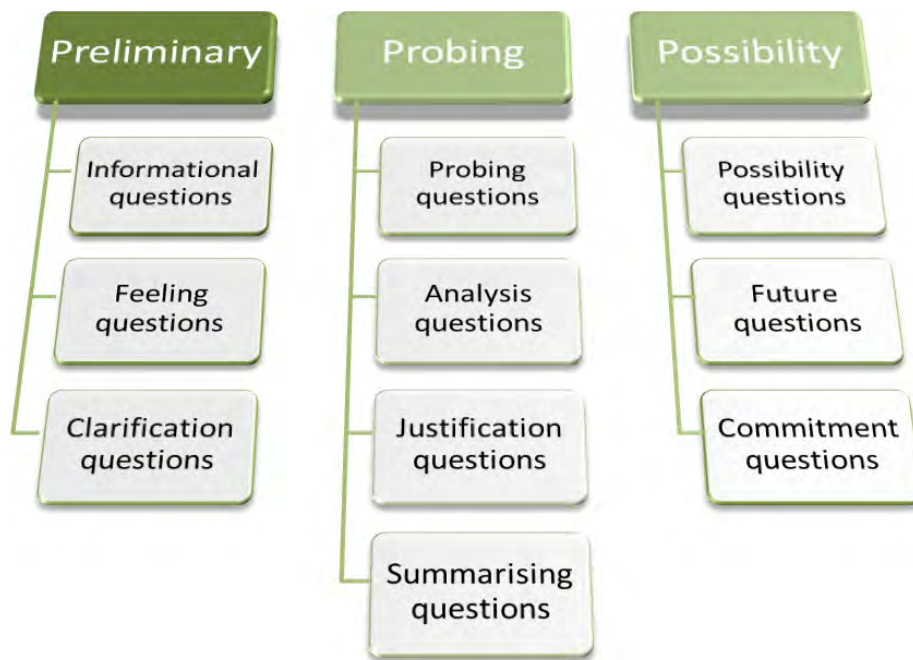 Preliminary
Informational
questions
Feeling
questions
Clarification
questions
Probing
Probing
questions
Analysis
questions
Justification
questions
Summarising
questions
Possibility
Possibility
questions
Future
questions
Commitment
questions